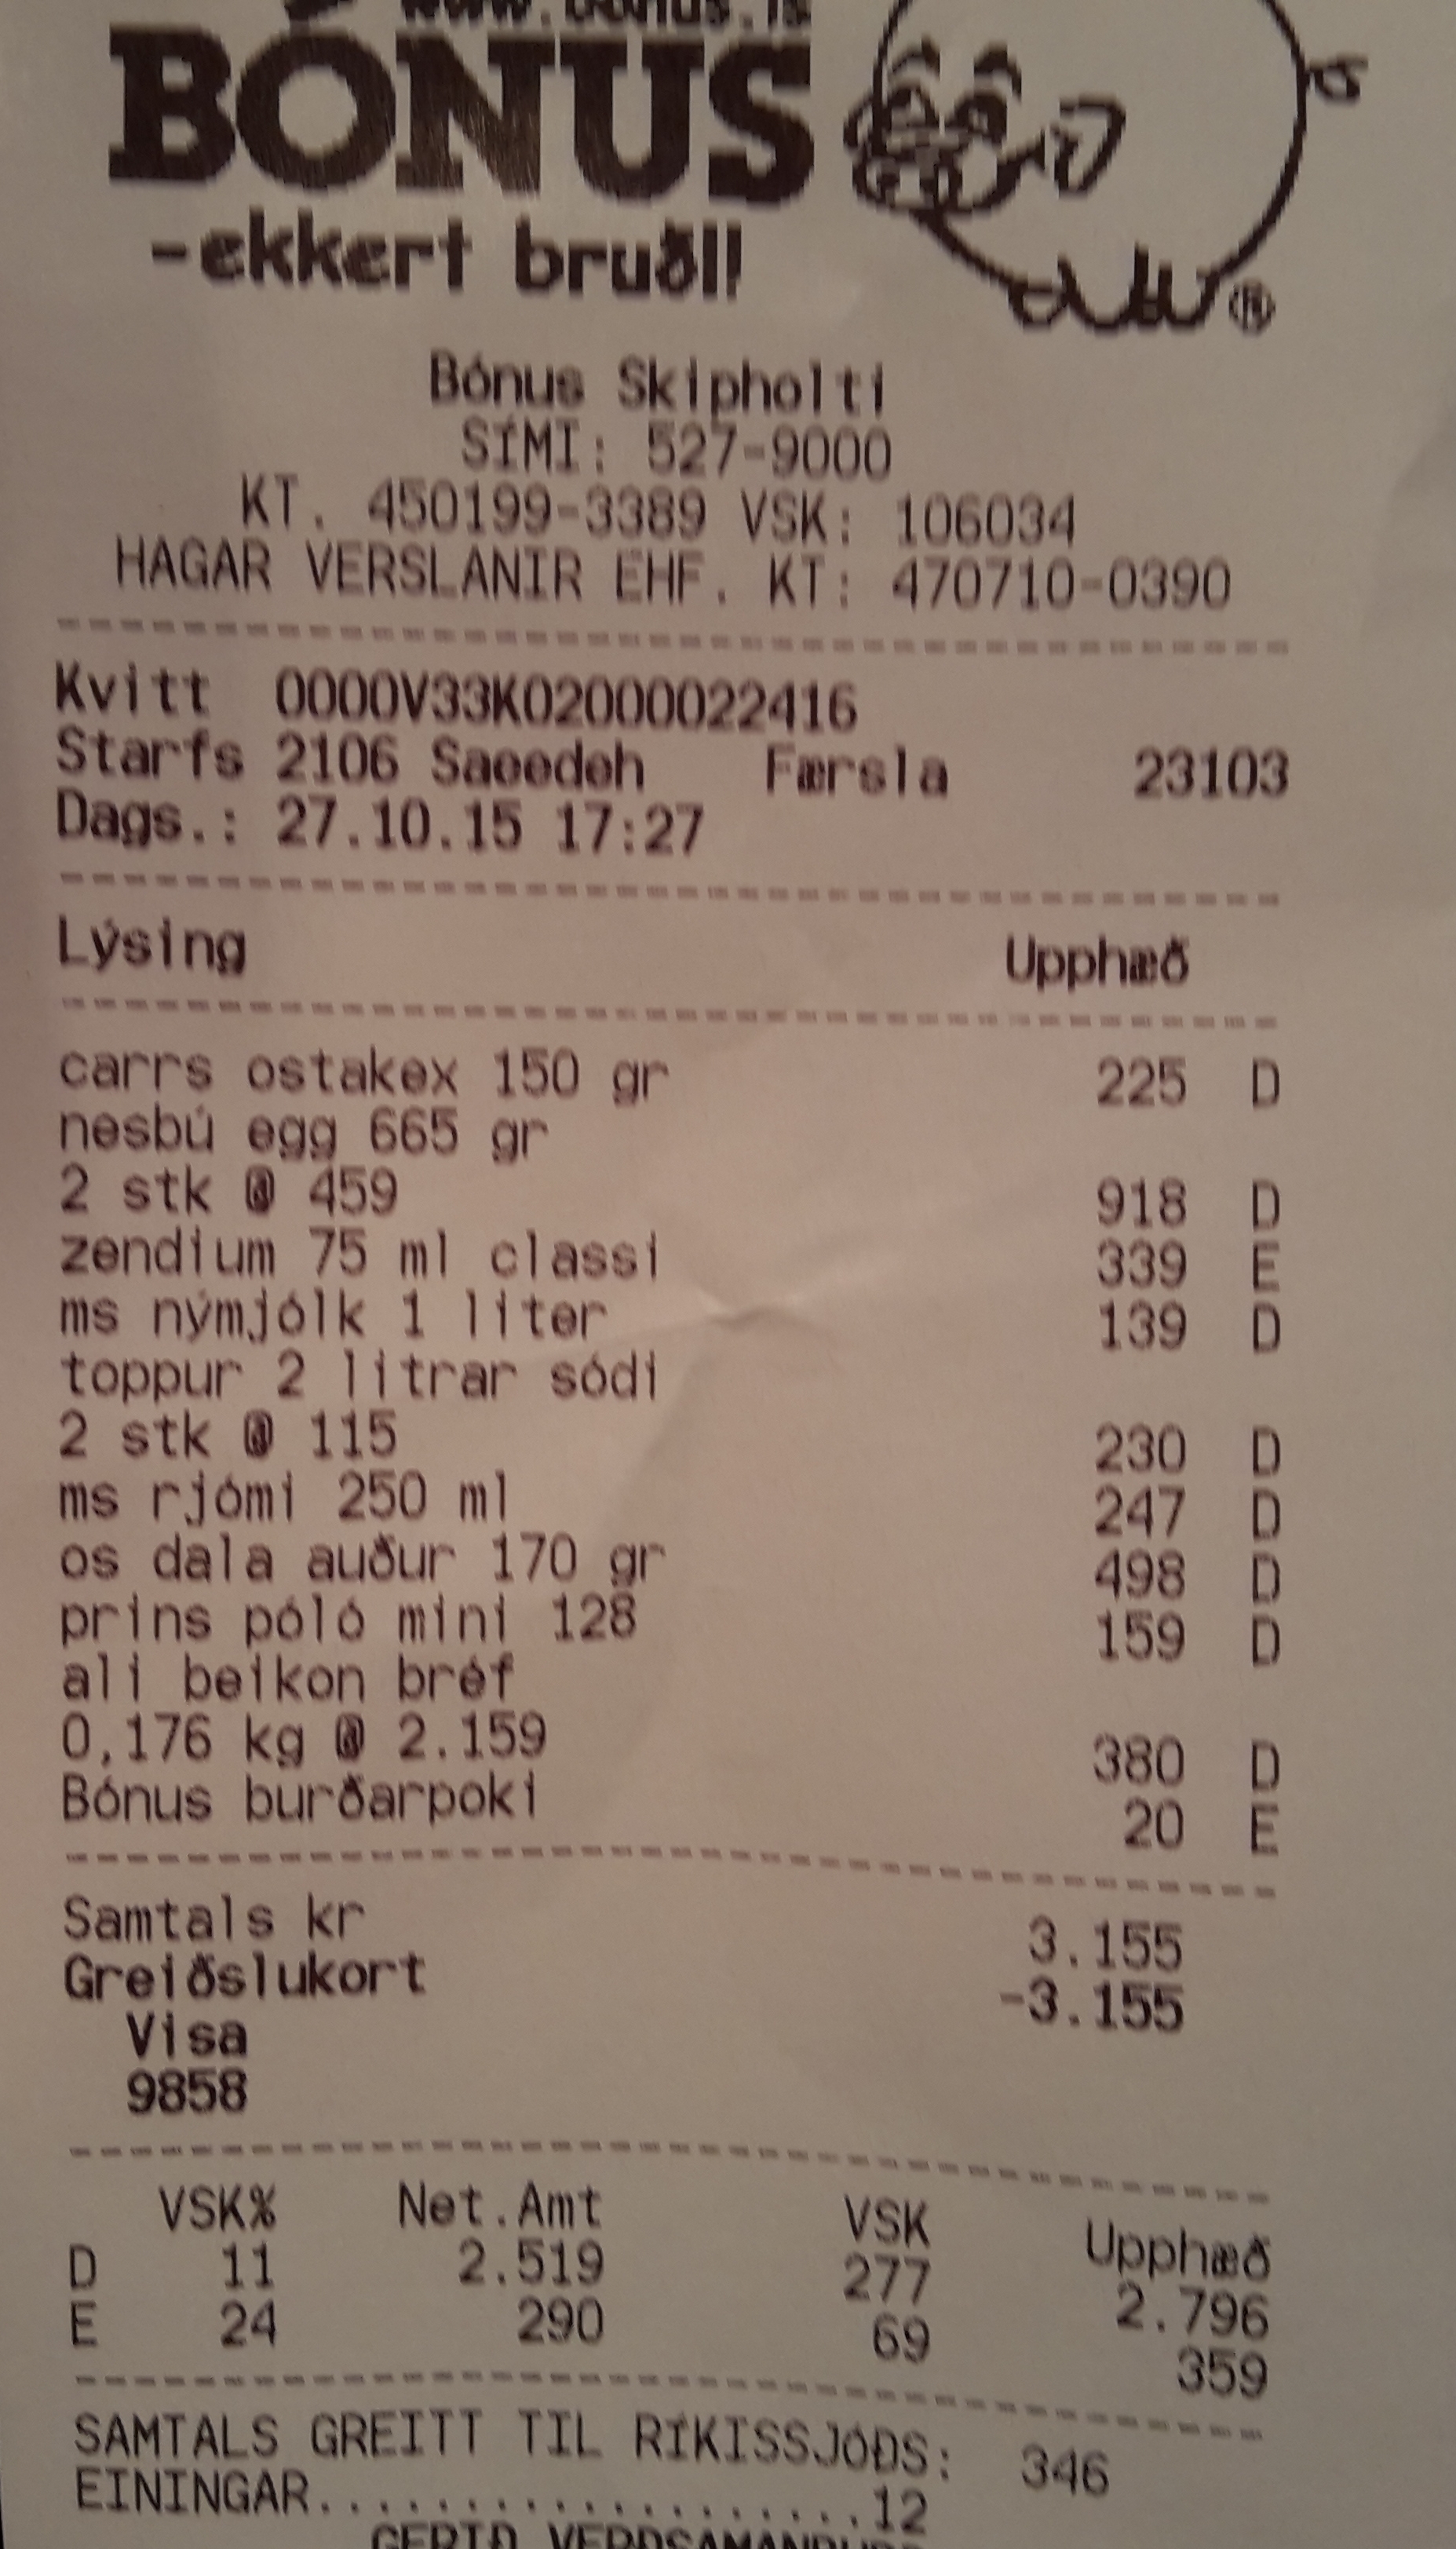 www.bonus.is
BÓNUS
-ekkert bruðl!
®
Bónus Skipholti
SÍMI: 527-9000
KT. 450199-3389 VSK: 106034
HAGAR VERSLANIR EHF. KT: 470710-0390
Kvitt 0000V33K02000022416
Starfs 2106 Saeedeh Færsla 23103
Dags.: 27.10.15 17:27
Lýsing Upphæð
carrs ostakex 150 gr 225 D
nesbú egg 665 gr
2 stk @ 459 918 D
zendium 75 ml classi 339 E
ms nýmjólk 1 liter 139 D
toppur 2 lítrar sódi
2 stk @ 115 230 D
ms rjómi 250 ml 247 D
os dala auður 170 gr 498 D
prins póló mini 128 159 D
ali beikon bréf
0,176 kg @ 2.159 380 D
Bónus burðarpoki 20 E
Samtals kr 3.155
Greiðslukort -3.155
Visa
9858
VSK% Net.Amt VSK Upphæð
D 11 2.519 277 2.796
E 24 290 69 359
SAMTALS GREITT TIL RÍKISSJÓÐS: 346
EININGAR....................12
GERIÐ